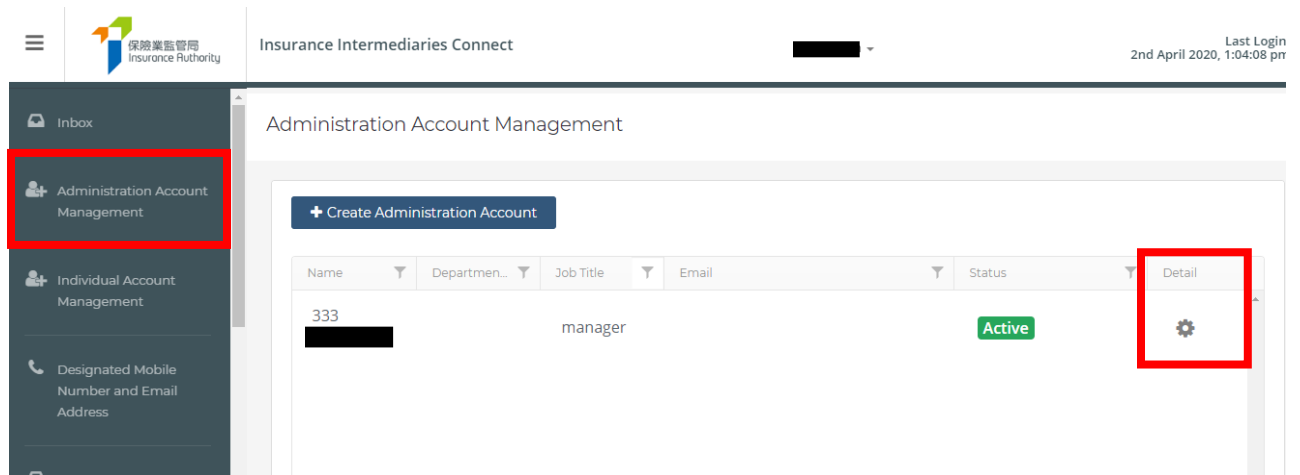 保險業監管局
Insurance Authority
Insurance Intermediaries Connect
Last Login
2nd April 2020, 1:04:08 pm
Inbox
Administration Account
Management
Individual Account
Management
Designated Mobile
Number and Email
Address
Administration Account Management
+ Create Administration Account
Name Departmen... Job Title Email Status Detail
333
manager Active